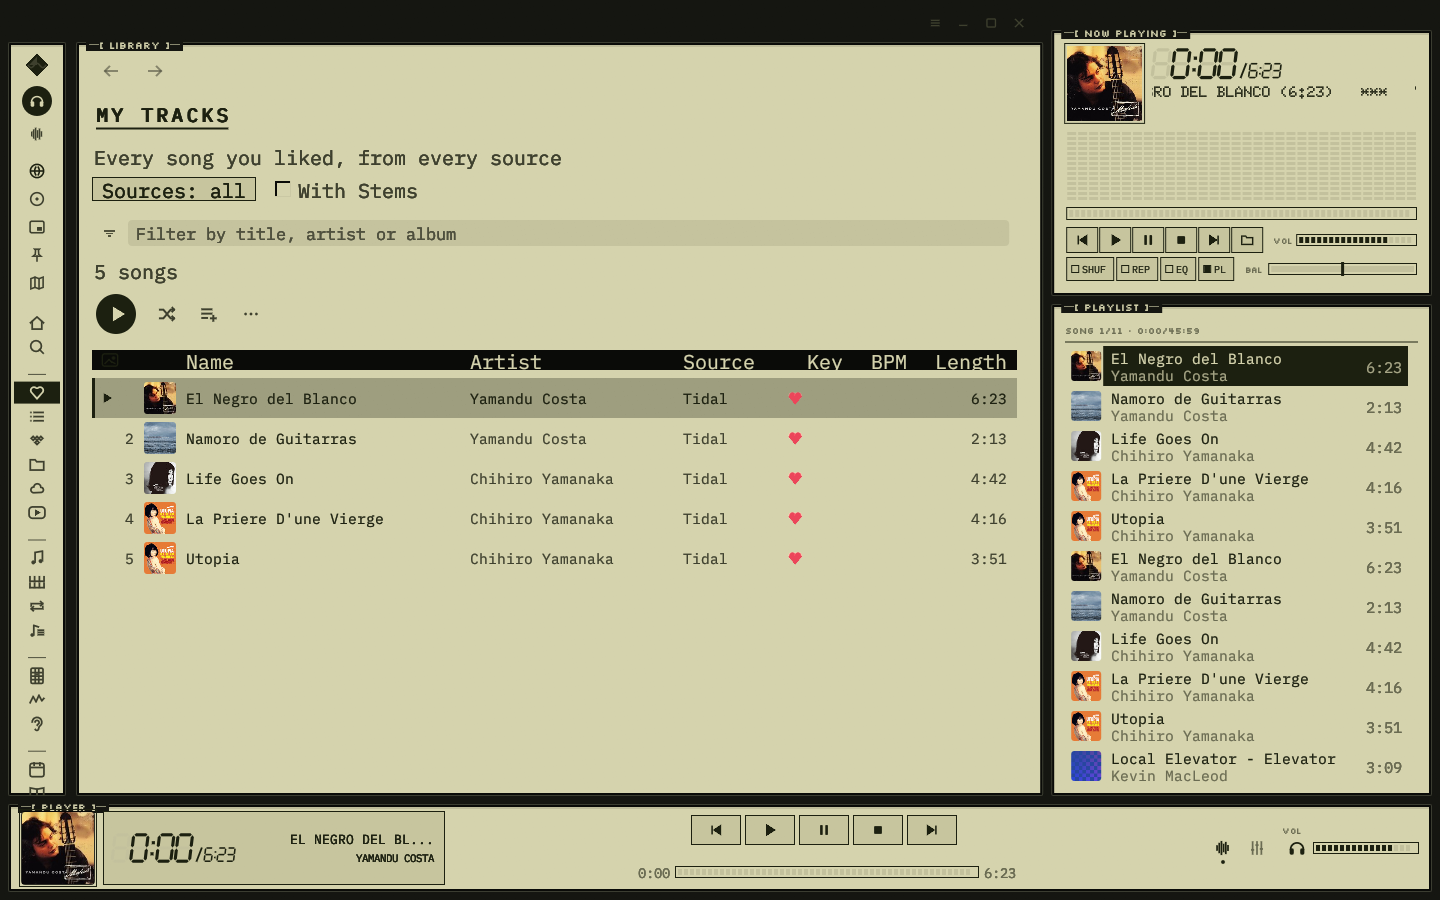 LIBRARY
MY TRACKS
Every song you liked, from every source
Sources: all
With Stems
Filter by title, artist or album
5 songs
Name Artist Source Key BPM Length
El Negro del Blanco Yamandu Costa Tidal 6:23
2 Namoro de Guitarras Yamandu Costa Tidal 2:13
3 Life Goes On Chihiro Yamanaka Tidal 4:42
4 La Priere D'une Vierge Chihiro Yamanaka Tidal 4:16
5 Utopia Chihiro Yamanaka Tidal 3:51
NOW PLAYING
0:00/6:23
RO DEL BLANCO (6:23) ***
VOL
SHUF REP EQ PL BAL
PLAYLIST
SONG 1/11 · 0:00/45:59
El Negro del Blanco
Yamandu Costa
6:23
Namoro de Guitarras
Yamandu Costa
2:13
Life Goes On
Chihiro Yamanaka
4:42
La Priere D'une Vierge
Chihiro Yamanaka
4:16
Utopia
Chihiro Yamanaka
3:51
El Negro del Blanco
Yamandu Costa
6:23
Namoro de Guitarras
Yamandu Costa
2:13
Life Goes On
Chihiro Yamanaka
4:42
La Priere D'une Vierge
Chihiro Yamanaka
4:16
Utopia
Chihiro Yamanaka
3:51
Local Elevator - Elevator
Kevin MacLeod
3:09
PLAYER
0:00/6:23
EL NEGRO DEL BL...
YAMANDU COSTA
0:00
6:23
VOL